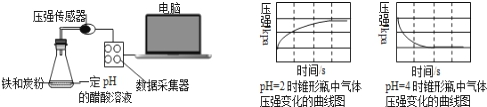 压强传感器
电脑
铁和炭粉
一定 pH
的醋酸溶液
数据采集器
压强/kpa
时间/s
pH=2时锥形瓶中气体
压强变化的曲线图
压强/kpa
时间/s
pH=4时锥形瓶中气体
压强变化的曲线图